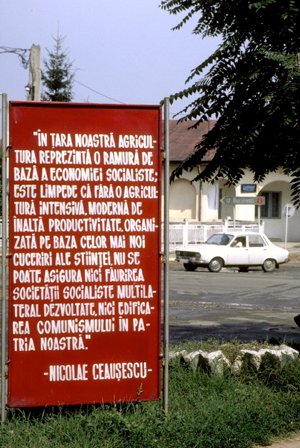 "ÎN ȚARA NOASTRĂ AGRICUL-
TURA REPREZINTĂ O RAMURĂ DE
BAZĂ A ECONOMIEI SOCIALISTE;
ESTE LIMPEDE CĂ FĂRĂ O AGRICUL
TURĂ INTENSIVĂ, MODERNĂ DE
ÎNALTĂ PRODUCTIVITATE, ORGANI-
ZATĂ PE BAZA CELOR MAI NOI
CUCERIRI ALE ȘTIINȚEI, NU SE
POATE ASIGURA NICI FĂURIREA
SOCIETĂȚII SOCIALISTE MULTILA-
TERAL DEZVOLTATE, NICI EDIFICA-
REA COMUNISMULUI ÎN PA-
TRIA NOASTRĂ."
-NICOLAE CEAUȘESCU-